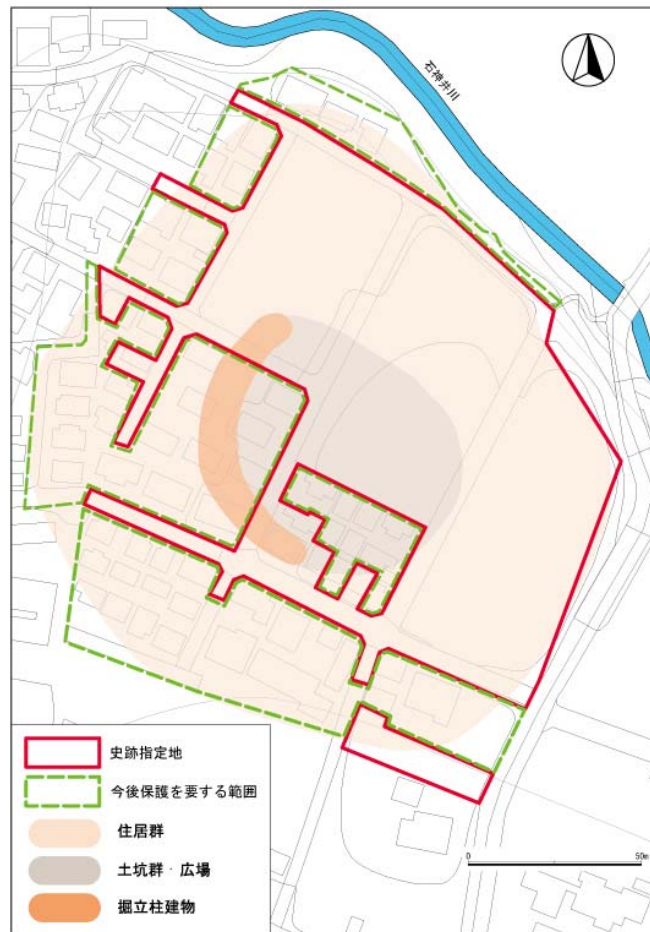 石神井川
史跡指定地
今後保護を要する範囲
住居群
土坑群・広場
掘立柱建物
0
50m